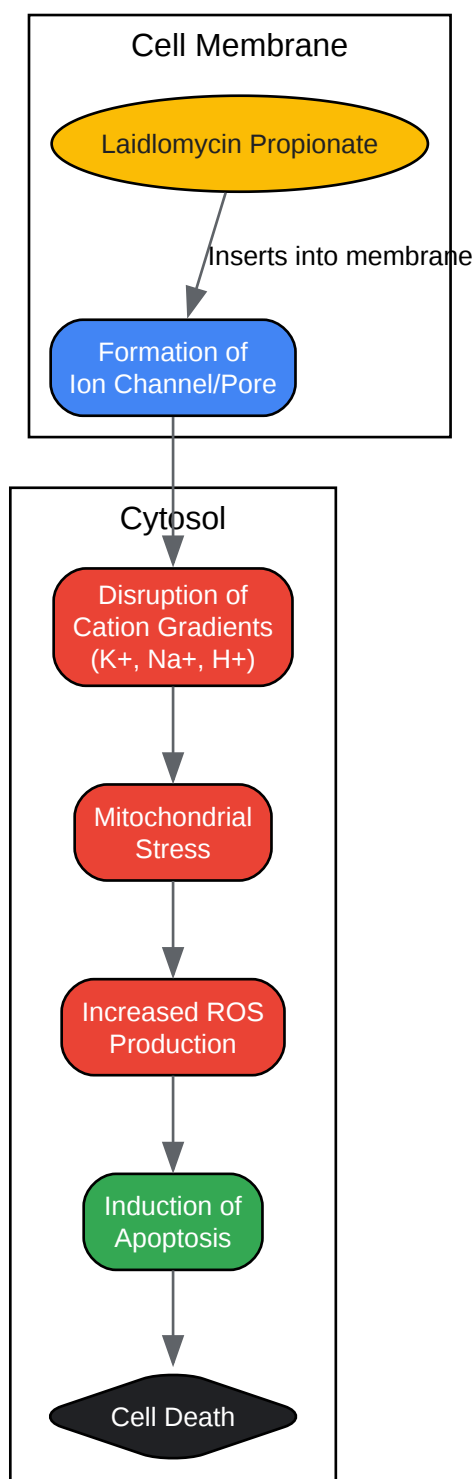 Cell Membrane
Laidlomycin Propionate
Inserts into membrane
Formation of
Ion Channel/Pore
Cytosol
Disruption of
Cation Gradients
(K+, Na+, H+)
Mitochondrial
Stress
Increased ROS
Production
Induction of
Apoptosis
Cell Death